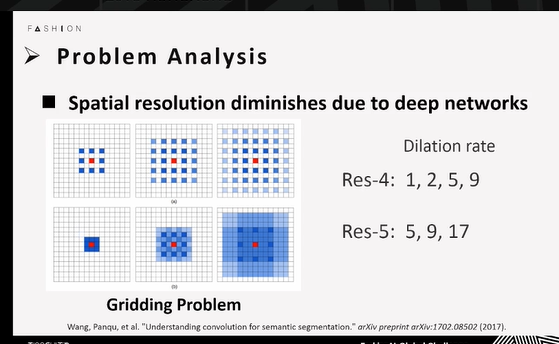 FASHION
Problem Analysis
Spatial resolution diminishes due to deep networks
Dilation rate
Res-4: 1, 2, 5, 9
(a)
Res-5: 5, 9, 17
(b)
Gridding Problem
Wang, Panqu, et al. "Understanding convolution for semantic segmentation." arXiv preprint arXiv:1702.08502 (2017).